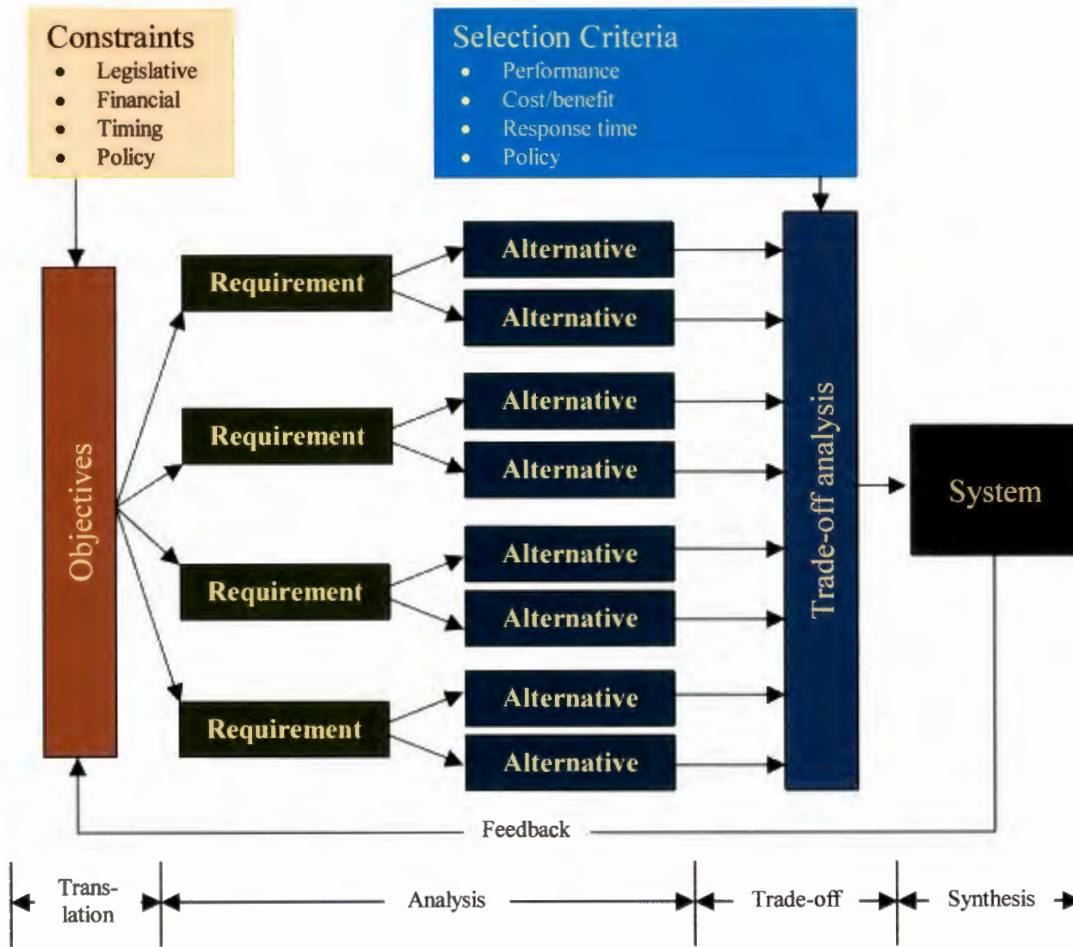 Constraints
• Legislative
• Financial
• Timing
• Policy
Selection Criteria
• Performance
• Cost/benefit
• Response time
• Policy
Objectives
Requirement
Requirement
Requirement
Requirement
Alternative
Alternative
Alternative
Alternative
Alternative
Alternative
Alternative
Alternative
Trade-off analysis
System
Feedback
Trans-
lation
Analysis
Trade-off
Synthesis